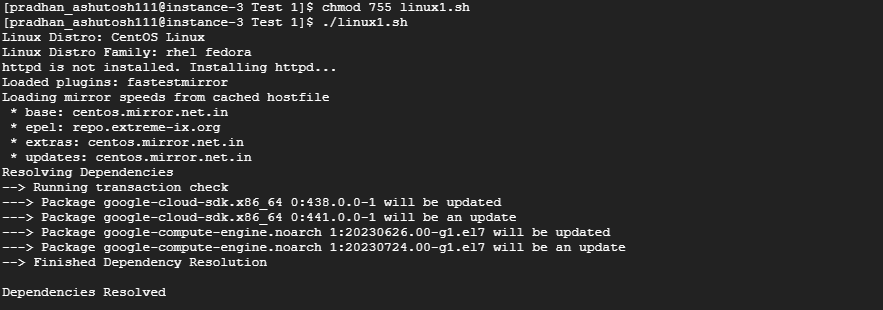 [pradhan_ashutosh111@instance-3 Test 1]$ chmod 755 linux1.sh
[pradhan_ashutosh111@instance-3 Test 1]$ ./linux1.sh
Linux Distro: CentOS Linux
Linux Distro Family: rhel fedora
httpd is not installed. Installing httpd...
Loaded plugins: fastestmirror
Loading mirror speeds from cached hostfile
 * base: centos.mirror.net.in
 * epel: repo.extreme-ix.org
 * extras: centos.mirror.net.in
 * updates: centos.mirror.net.in
Resolving Dependencies
--> Running transaction check
---> Package google-cloud-sdk.x86_64 0:438.0.0-1 will be updated
---> Package google-cloud-sdk.x86_64 0:441.0.0-1 will be an update
---> Package google-compute-engine.noarch 1:20230626.00-g1.el7 will be updated
---> Package google-compute-engine.noarch 1:20230724.00-g1.el7 will be an update
--> Finished Dependency Resolution

Dependencies Resolved